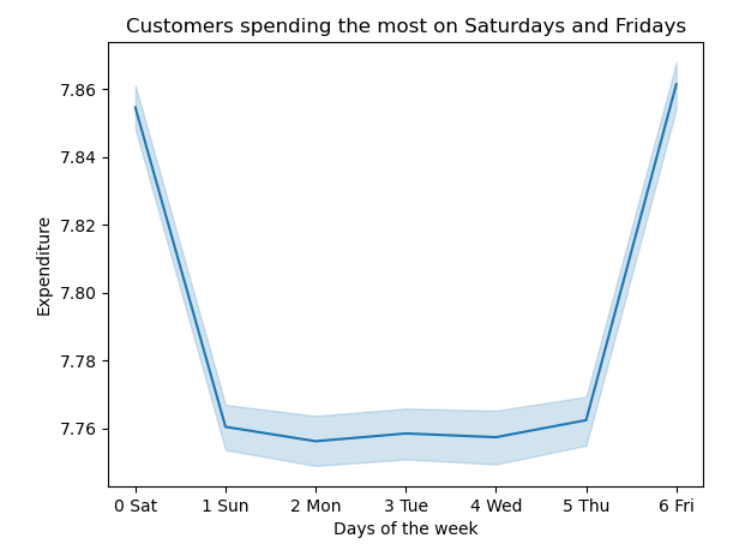 Customers spending the most on Saturdays and Fridays
7.86
7.84
7.82
7.80
7.78
7.76
Expenditure
0 Sat 1 Sun 2 Mon 3 Tue 4 Wed 5 Thu 6 Fri
Days of the week